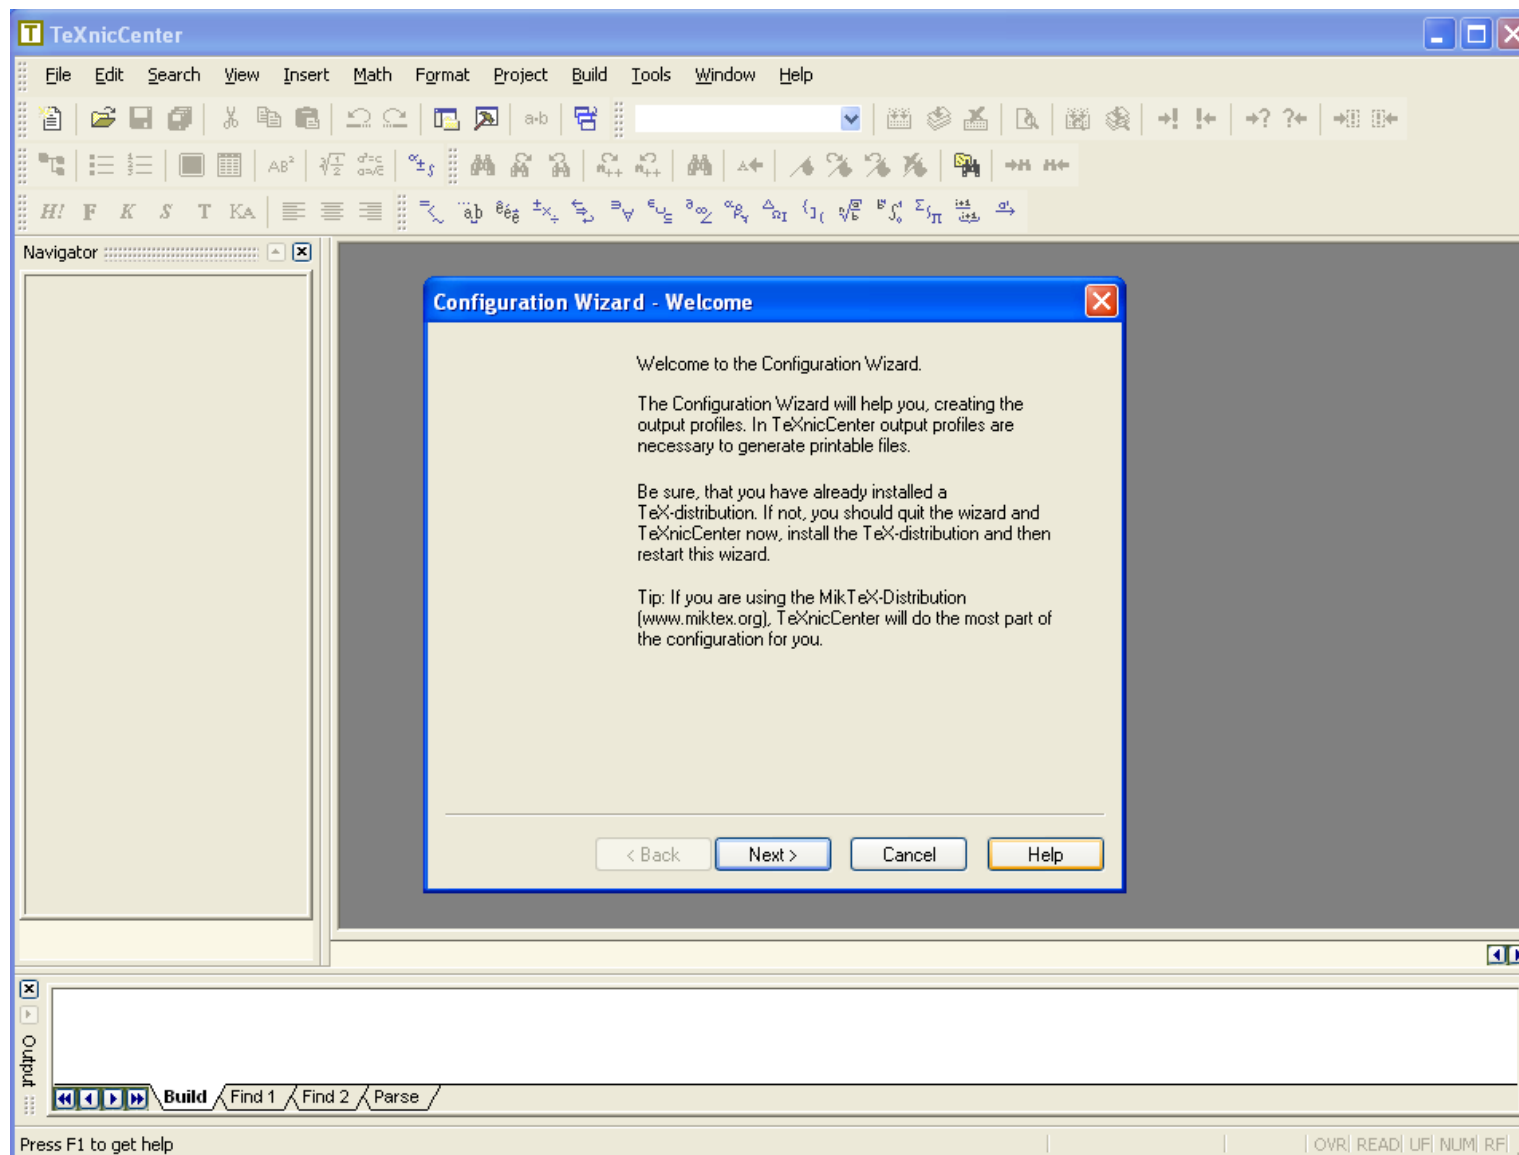 TeXnicCenter
File Edit Search View Insert Math Format Project Build Tools Window Help
Navigator
Configuration Wizard - Welcome
Welcome to the Configuration Wizard.
The Configuration Wizard will help you, creating the
output profiles. In TeXnicCenter output profiles are
necessary to generate printable files.
Be sure, that you have already installed a
TeX-distribution. If not, you should quit the wizard and
TeXnicCenter now, install the TeX-distribution and then
restart this wizard.
Tip: If you are using the MikTeX-Distribution
(www.miktex.org), TeXnicCenter will do the most part of
the configuration for you.
< Back Next > Cancel Help
Output
Build Find 1 Find 2 Parse
Press F1 to get help OVR READ UF NUM RF